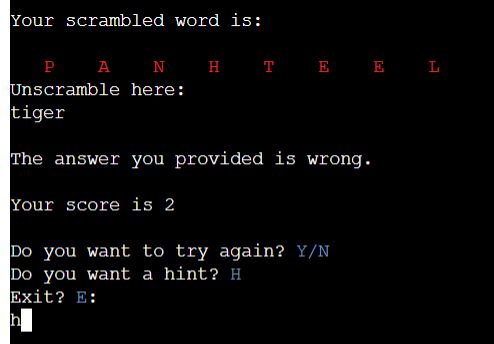 Your scrambled word is:
P A N H T E E L
Unscramble here:
tiger
The answer you provided is wrong.
Your score is 2
Do you want to try again? Y/N
Do you want a hint? H
Exit? E:
h